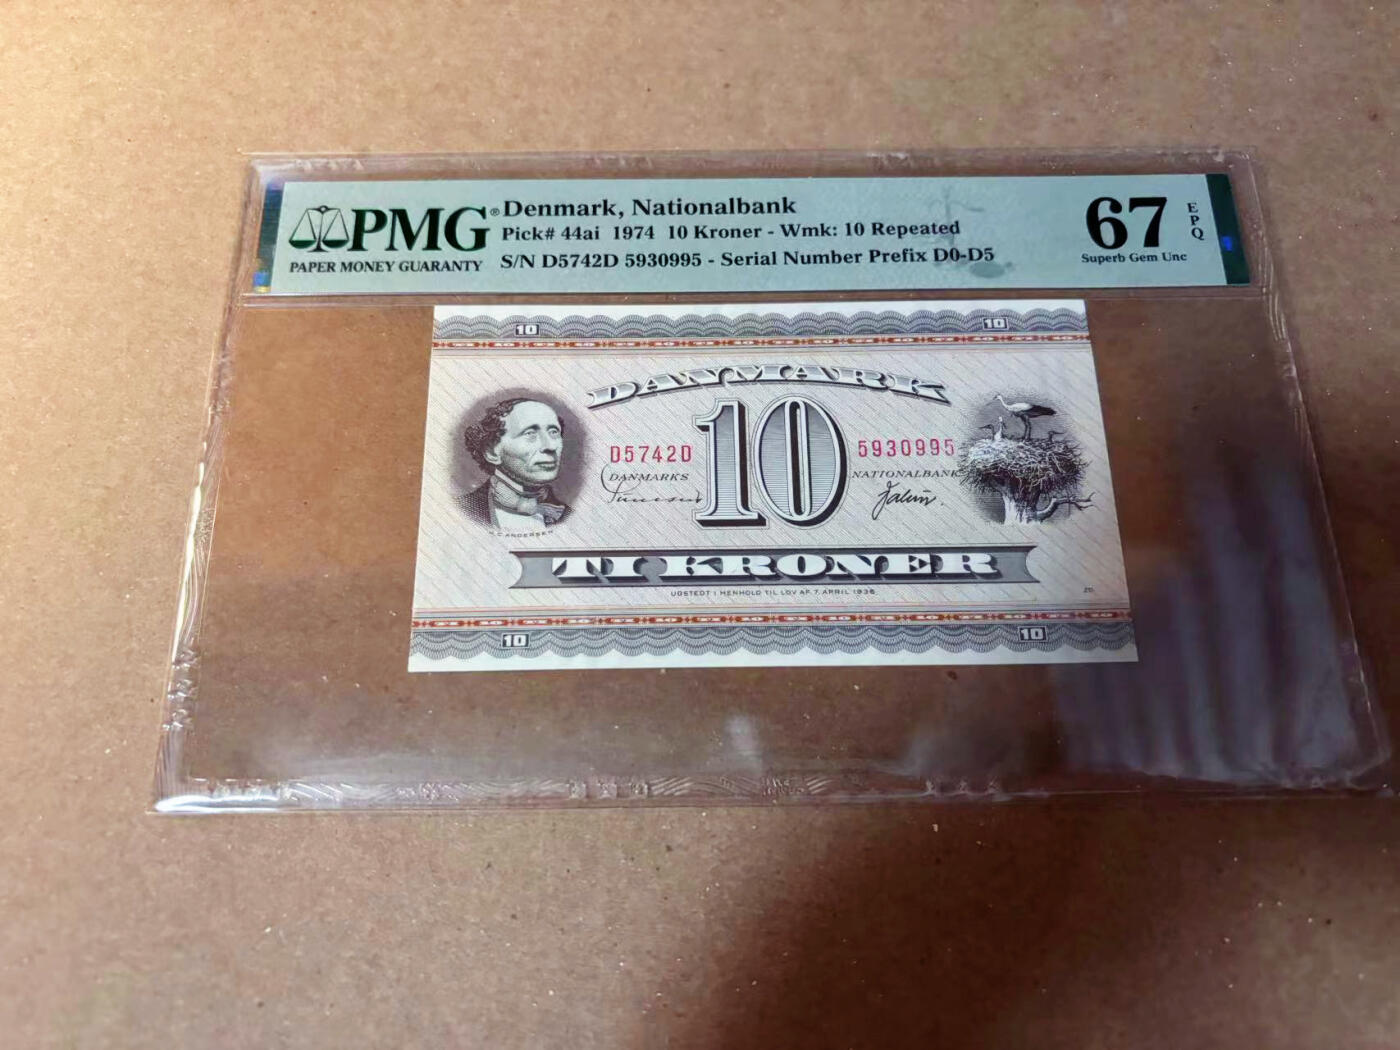 PMG®
PAPER MONEY GUARANTY
Denmark, Nationalbank
Pick# 44ai 1974 10 Kroner - Wmk: 10 Repeated
S/N D5742D 5930995 - Serial Number Prefix D0-D5
67
EPQ
Superb Gem Unc
10 10
DANMARK
10
D5742D 5930995
DANMARKS NATIONALBANK
H.C. ANDERSEN
TI KRONER
UDSTEDT I HENHOLD TIL LOV AF 7. APRIL 1936
10 10